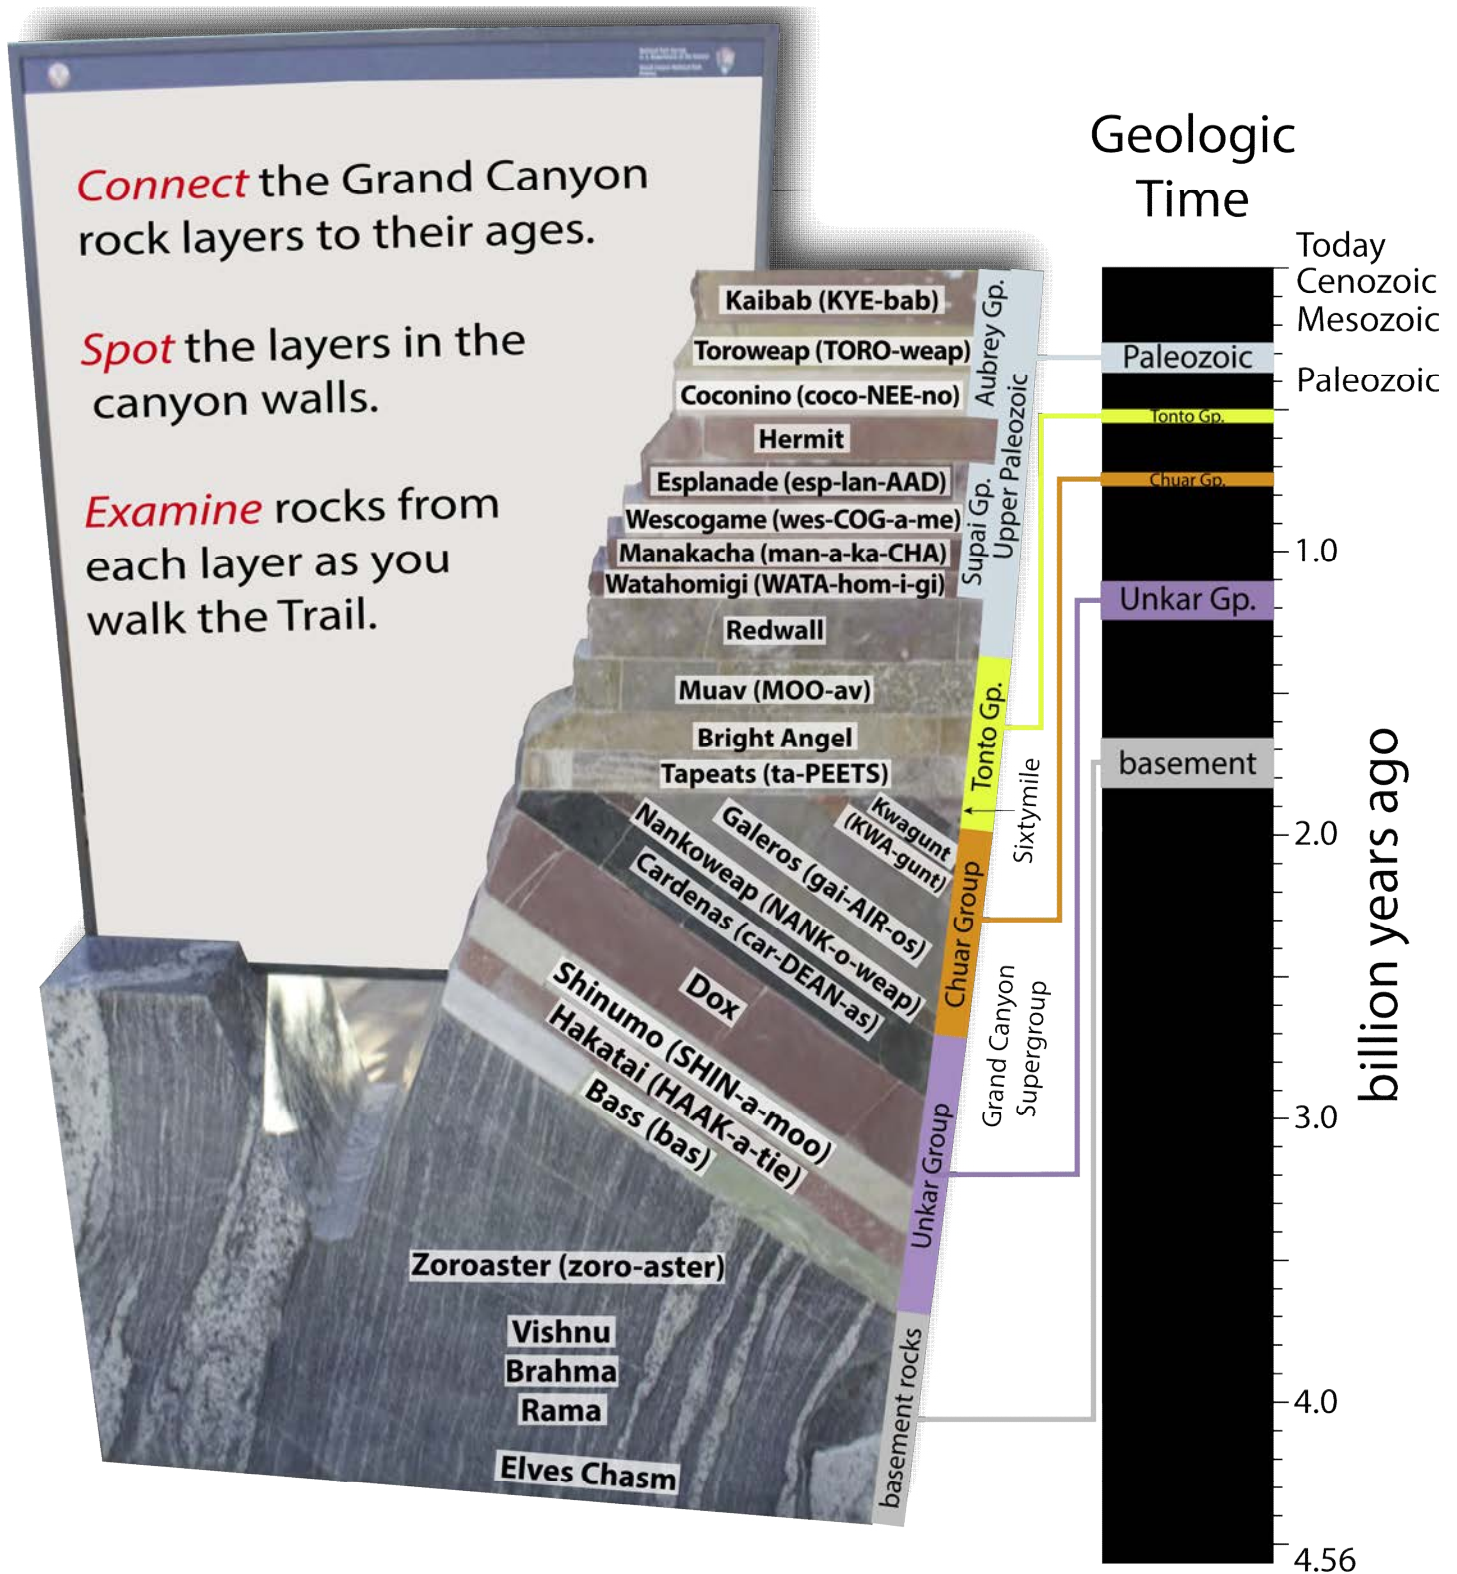 Connect the Grand Canyon
rock layers to their ages.
Spot the layers in the
canyon walls.
Examine rocks from
each layer as you
walk the Trail.
Kaibab (KYE-bab)
Toroweap (TORO-weap)
Coconino (coco-NEE-no)
Hermit
Esplanade (esp-lan-AAD)
Wescogame (wes-COG-a-me)
Manakacha (man-a-ka-CHA)
Watahomigi (WATA-hom-i-gi)
Redwall
Muav (MOO-av)
Bright Angel
Tapeats (ta-PEETS)
Kwagunt
(KWA-gunt)
Galeros (gai-AIR-os)
Nankoweap (NANK-o-weap)
Cardenas (car-DEAN-as)
Dox
Shinumo (SHIN-a-moo)
Hakatai (HAAK-a-tie)
Bass (bas)
Zoroaster (zoro-aster)
Vishnu
Brahma
Rama
Elves Chasm
Aubrey Gp.
Supai Gp.
Upper Paleozoic
Tonto Gp.
Sixtymile
Chuar Group
Grand Canyon
Supergroup
Unkar Group
basement rocks
Geologic
Time
Today
Cenozoic
Mesozoic
Paleozoic
Paleozoic
Tonto Gp.
Chuar Gp.
1.0
Unkar Gp.
basement
2.0
3.0
4.0
4.56
billion years ago